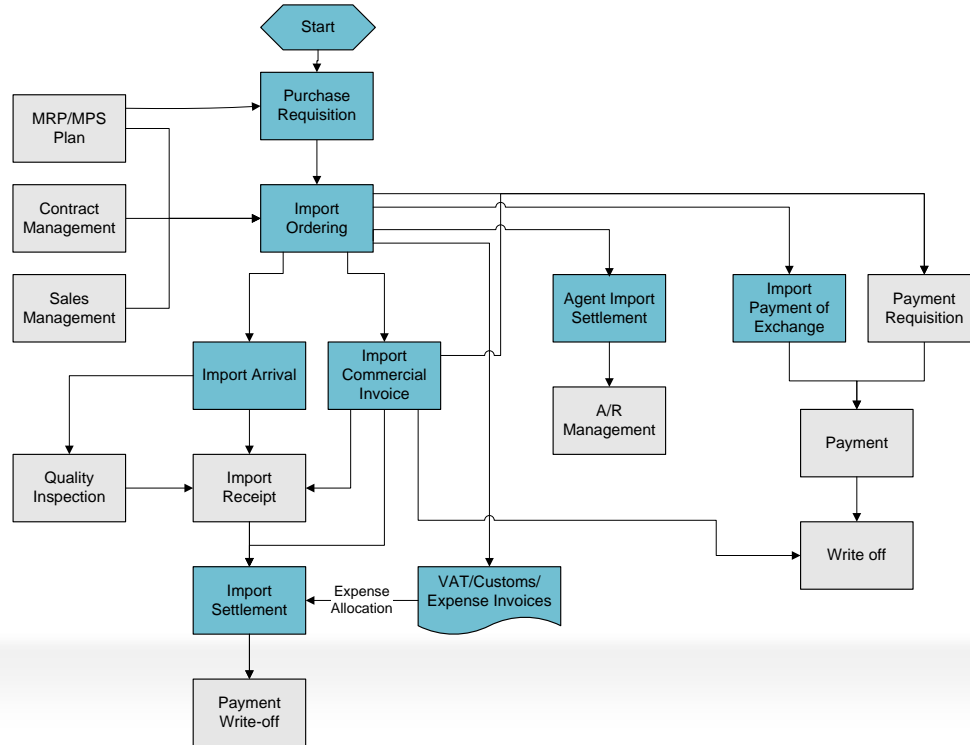 Start
Purchase
Requisition
MRP/MPS
Plan
Contract
Management
Import
Ordering
Sales
Management
Agent Import
Settlement
Import
Payment of
Exchange
Payment
Requisition
Import Arrival
Import
Commercial
Invoice
A/R
Management
Payment
Quality
Inspection
Import
Receipt
Write off
Import
Settlement
Expense
Allocation
VAT/Customs/
Expense Invoices
Payment
Write-off